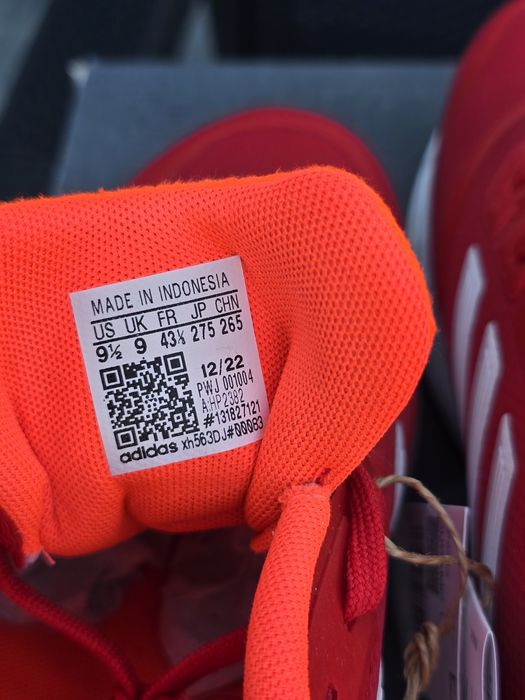 MADE IN INDONESIA
US UK FR JP CHN
9½ 9 43⅓ 275 265
12/22
PWJ 001004
A:HP2382
#131827121
adidas xh563DJ#00083